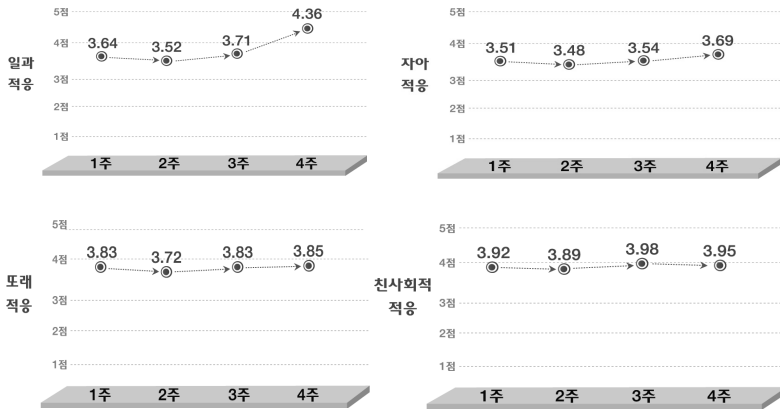 5점
4.36
4점
3.64 3.52 3.71
일과
적응
3점
2점
1점
1주 2주 3주 4주
5점
4점
3.51 3.48 3.54 3.69
자아
적응
3점
2점
1점
1주 2주 3주 4주
5점
4점
3.83 3.72 3.83 3.85
또래
적응
3점
2점
1점
1주 2주 3주 4주
5점
4점
3.92 3.89 3.98 3.95
친사회적
적응
3점
2점
1점
1주 2주 3주 4주